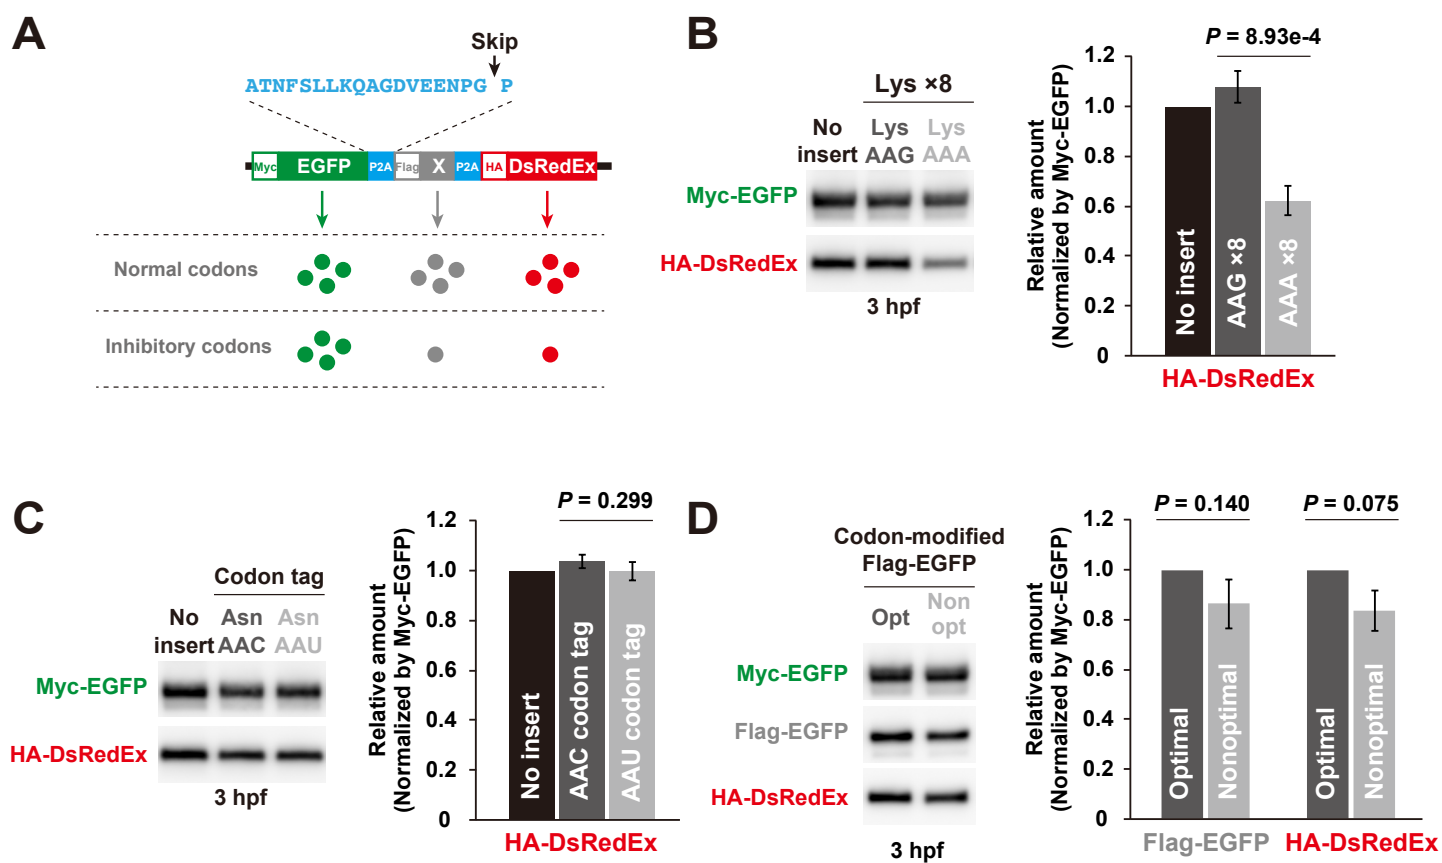 A
Skip
ATNFSLLKQAGDVEENPG P
Myc EGFP P2A Flag X P2A HA DsRedEx
Normal codons
Inhibitory codons
B
Lys ×8
No insert
Lys AAG
Lys AAA
Myc-EGFP
HA-DsRedEx
3 hpf
P = 8.93e-4
Relative amount
(Normalized by Myc-EGFP)
1.2
1.0
0.8
0.6
0.4
0.2
0
No insert
AAG ×8
AAA ×8
HA-DsRedEx
C
Codon tag
No insert
Asn AAC
Asn AAU
Myc-EGFP
HA-DsRedEx
3 hpf
P = 0.299
Relative amount
(Normalized by Myc-EGFP)
1.2
1.0
0.8
0.6
0.4
0.2
0
No insert
AAC codon tag
AAU codon tag
HA-DsRedEx
D
Codon-modified
Flag-EGFP
Opt
Non
opt
Myc-EGFP
Flag-EGFP
HA-DsRedEx
3 hpf
P = 0.140
P = 0.075
Relative amount
(Normalized by Myc-EGFP)
1.2
1.0
0.8
0.6
0.4
0.2
0
Optimal
Nonoptimal
Optimal
Nonoptimal
Flag-EGFP
HA-DsRedEx